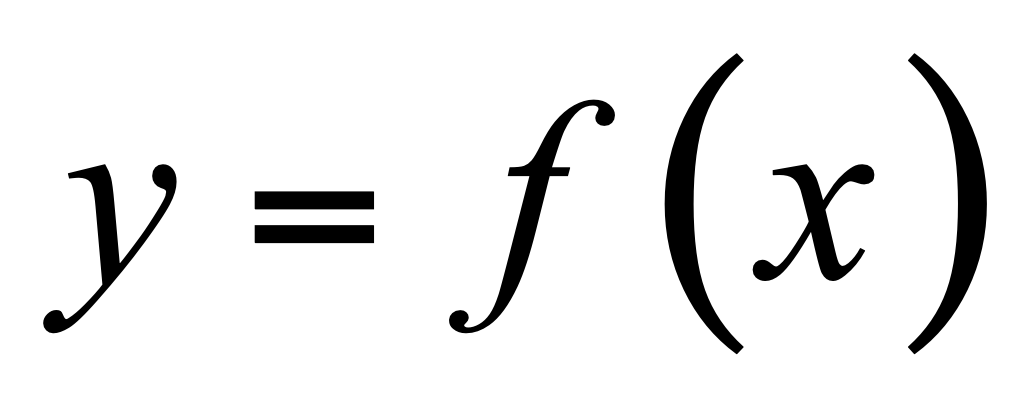 y = f (x)